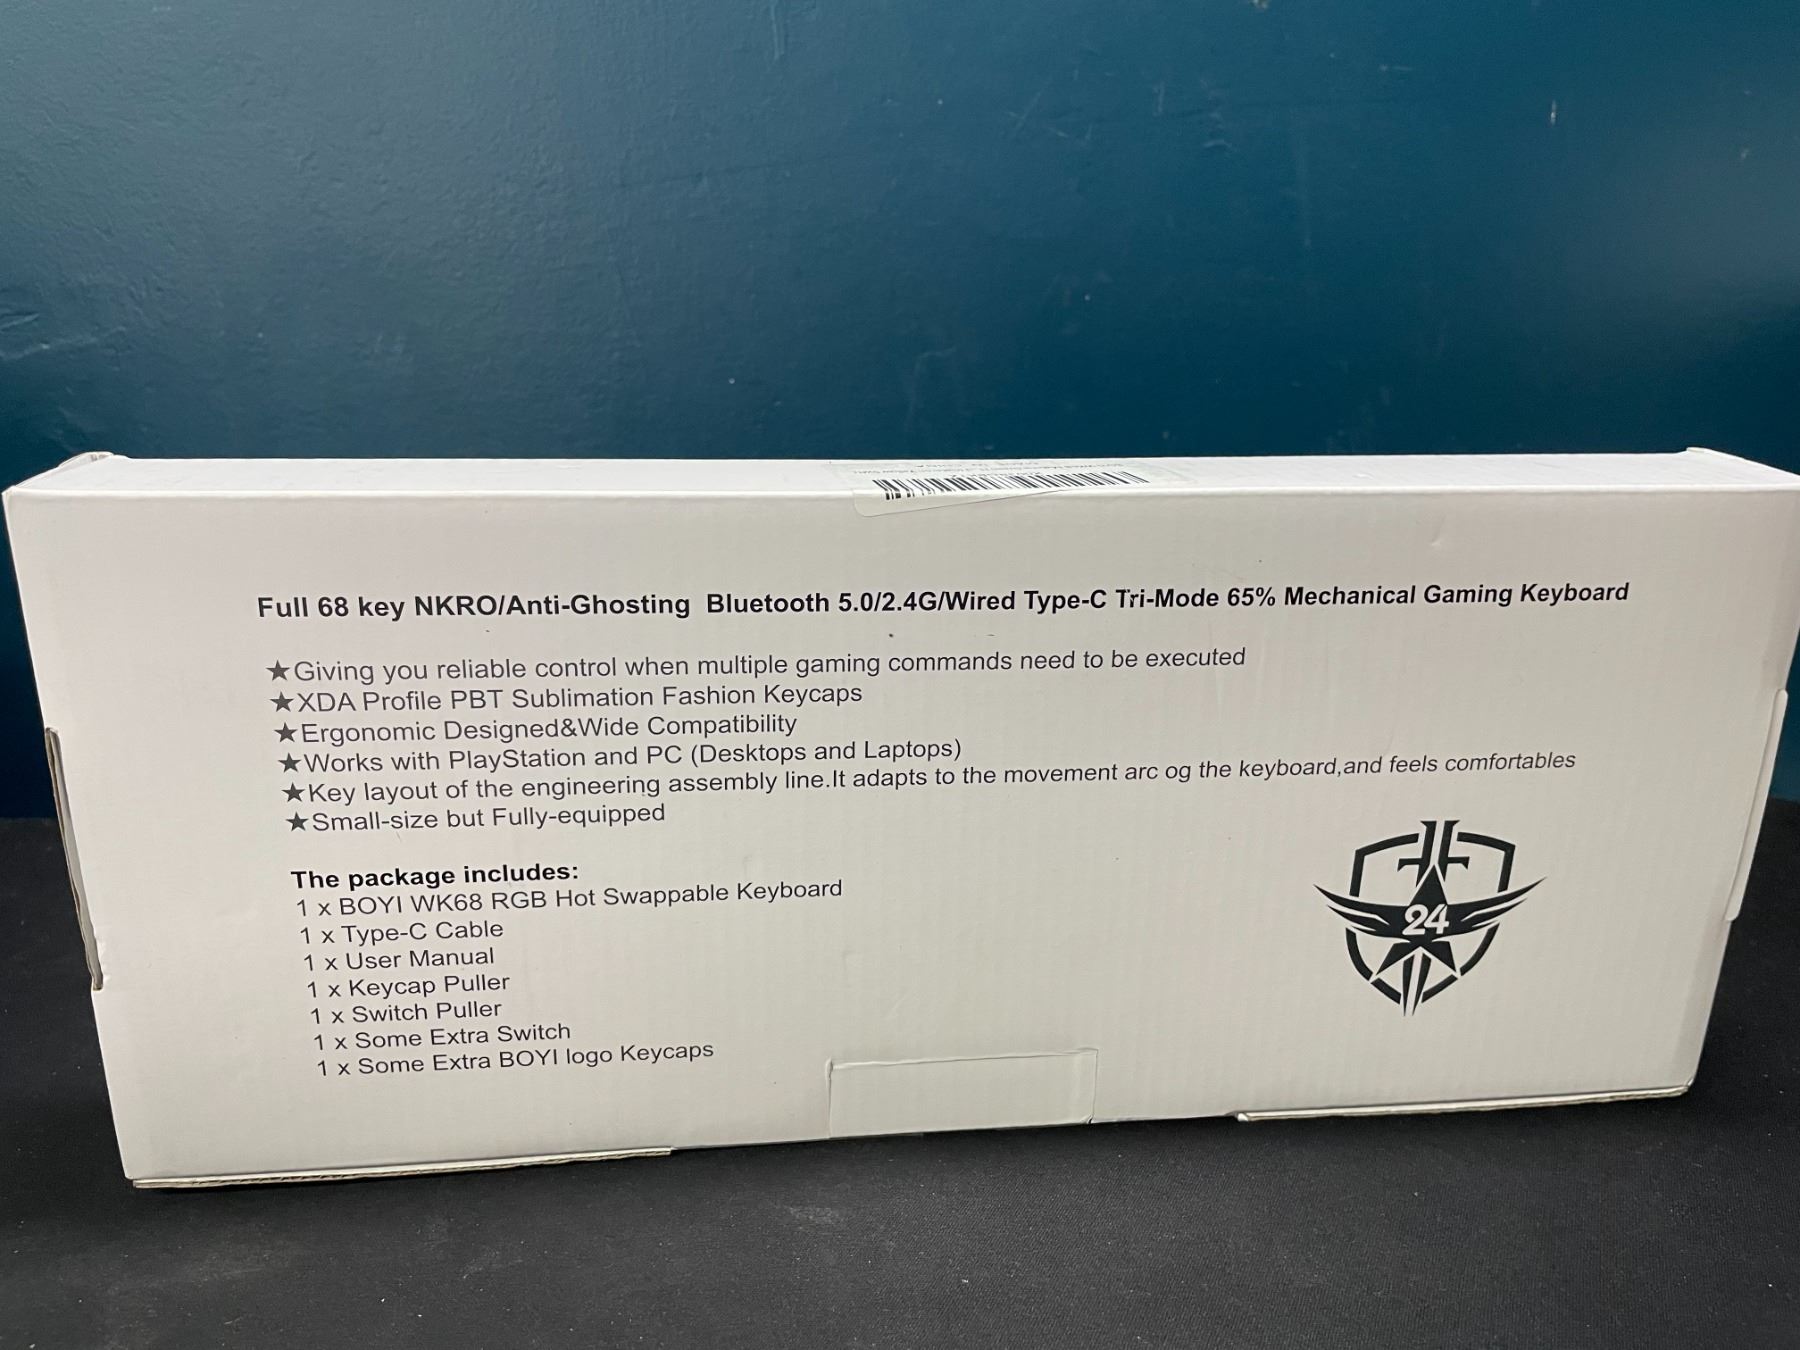 Full 68 key NKRO/Anti-Ghosting Bluetooth 5.0/2.4G/Wired Type-C Tri-Mode 65% Mechanical Gaming Keyboard
★Giving you reliable control when multiple gaming commands need to be executed
★XDA Profile PBT Sublimation Fashion Keycaps
★Ergonomic Designed&Wide Compatibility
★Works with PlayStation and PC (Desktops and Laptops)
★Key layout of the engineering assembly line.It adapts to the movement arc og the keyboard,and feels comfortables
★Small-size but Fully-equipped
The package includes:
1 x BOYI WK68 RGB Hot Swappable Keyboard
1 x Type-C Cable
1 x User Manual
1 x Keycap Puller
1 x Switch Puller
1 x Some Extra Switch
1 x Some Extra BOYI logo Keycaps
24